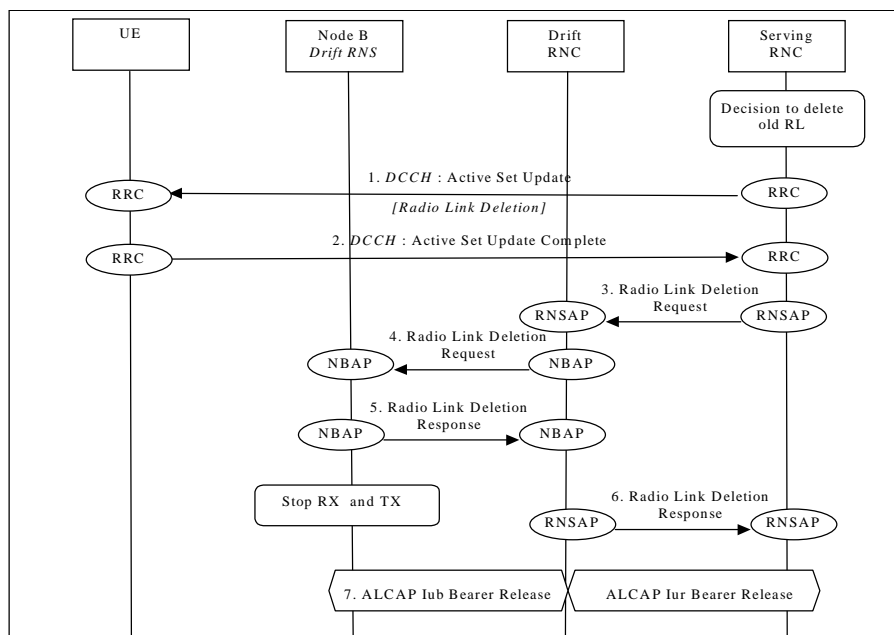 UE
Node B
Drift RNS
Drift
RNC
Serving
RNC
Decision to delete
old RL
1. DCCH : Active Set Update
RRC
RRC
[Radio Link Deletion]
2. DCCH : Active Set Update Complete
RRC
RRC
3. Radio Link Deletion
Request
RNSAP
RNSAP
4. Radio Link Deletion
Request
NBAP
NBAP
5. Radio Link Deletion
Response
NBAP
NBAP
Stop RX and TX
6. Radio Link Deletion
Response
RNSAP
RNSAP
7. ALCAP Iub Bearer Release
ALCAP Iur Bearer Release